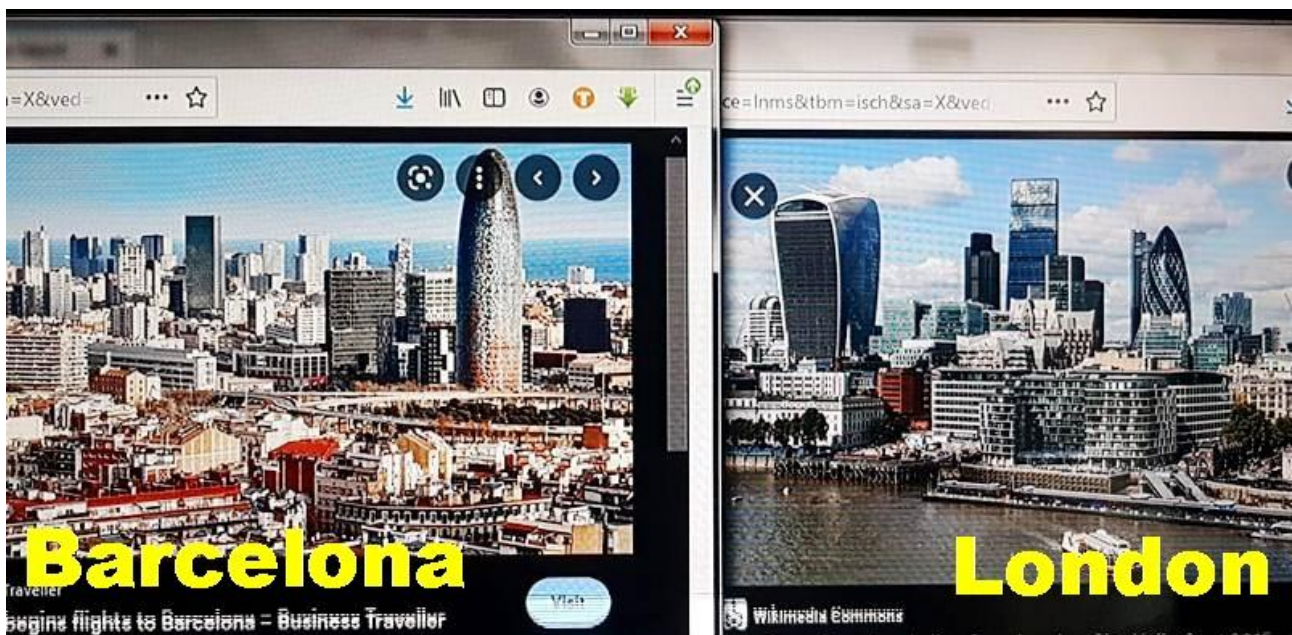 =X&ved=
ce=lnms&tbm=isch&sa=X&ved
Barcelona
London
Traveller
Visit
begins flights to Barcelona – Business Traveller
Wikimedia Commons